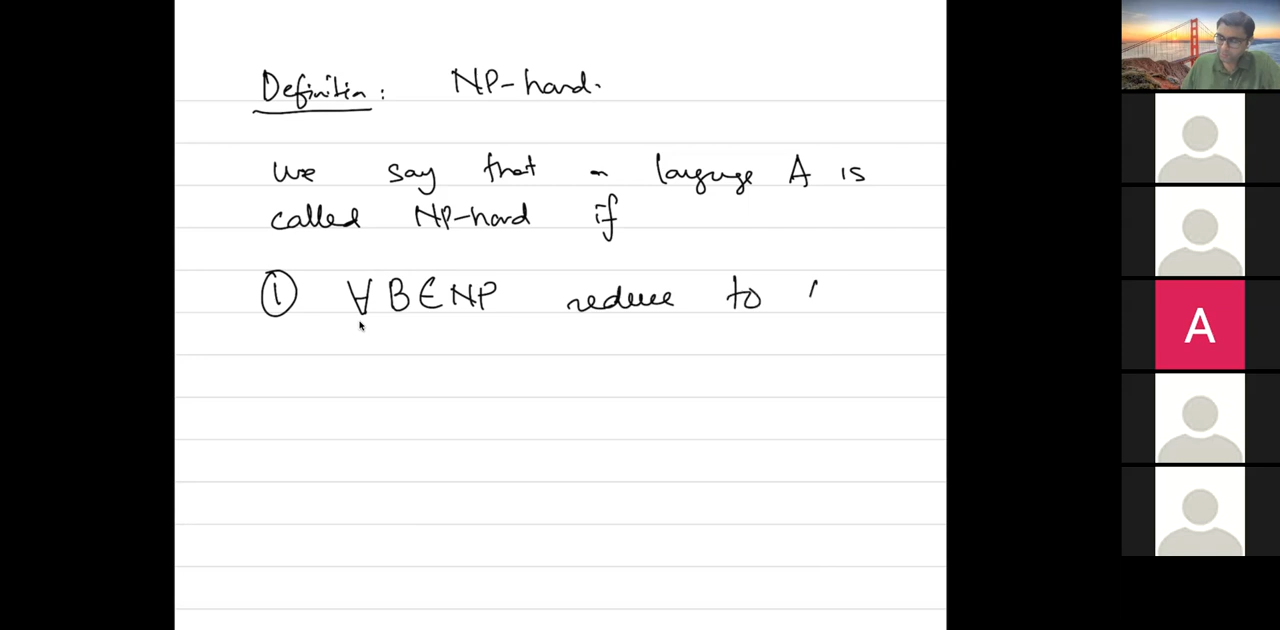 Definition: NP-hard.
we say that a language A is
called NP-hard if
① ∀ B ∈ NP reduce to
A